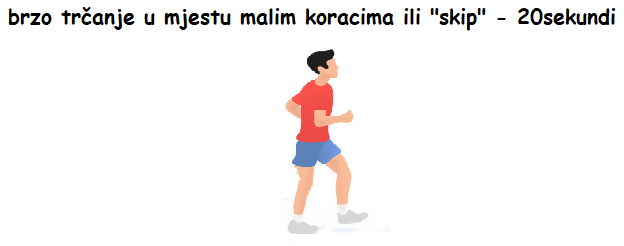 brzo trčanje u mjestu malim koracima ili "skip" - 20sekundi